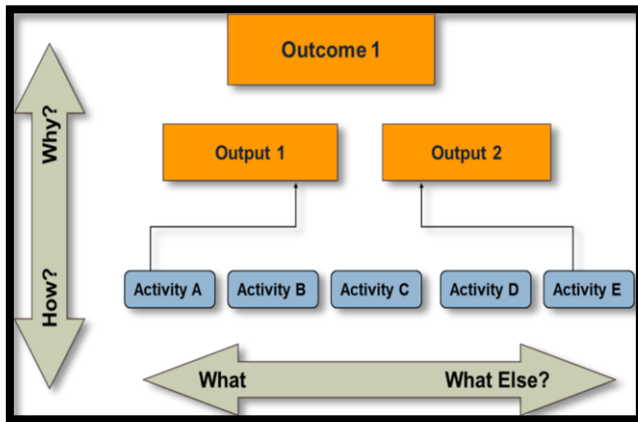 Outcome 1
Why?
Output 1
Output 2
How?
Activity A
Activity B
Activity C
Activity D
Activity E
What
What Else?